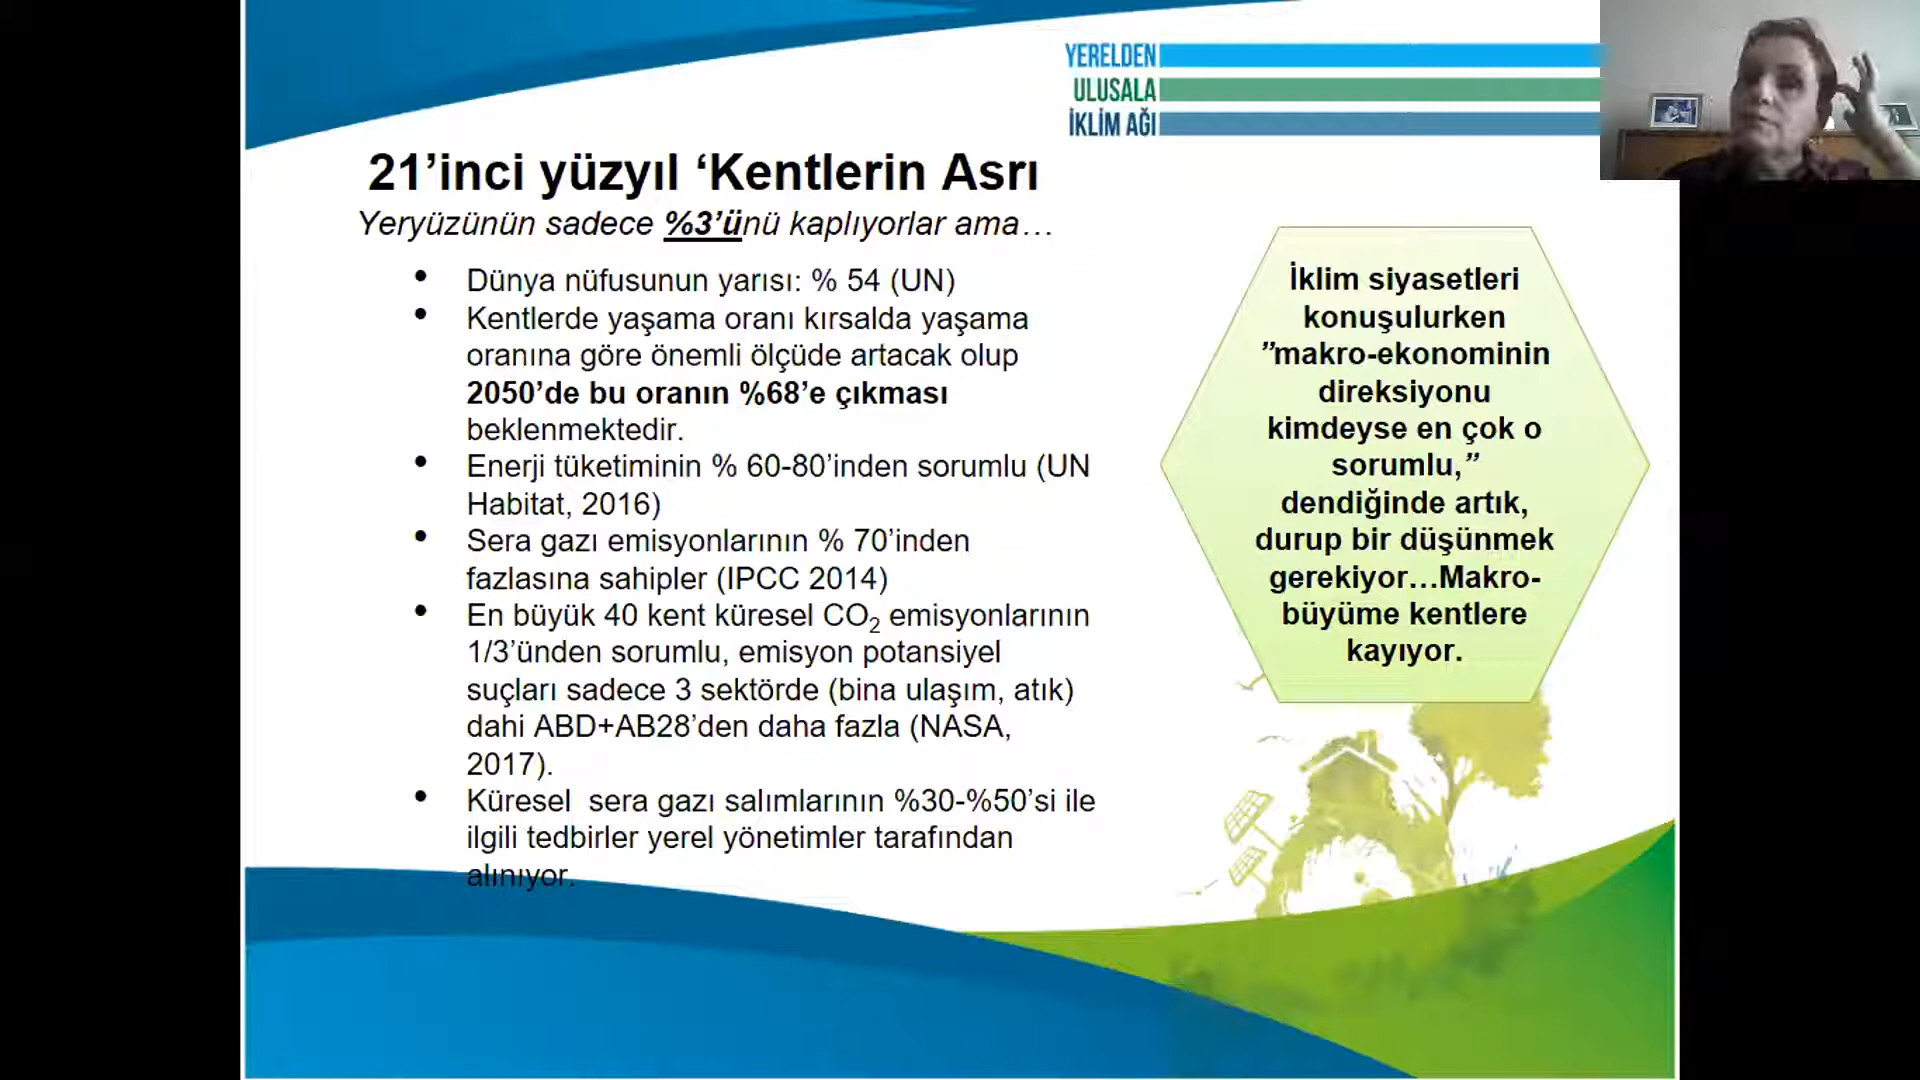 YERELDEN
ULUSALA
İKLİM AĞI
21’inci yüzyıl ‘Kentlerin Asrı
Yeryüzünün sadece %3’ünü kaplıyorlar ama…
• Dünya nüfusunun yarısı: % 54 (UN)
• Kentlerde yaşama oranı kırsalda yaşama
oranına göre önemli ölçüde artacak olup
2050’de bu oranın %68’e çıkması
beklenmektedir.
• Enerji tüketiminin % 60-80’inden sorumlu (UN
Habitat, 2016)
• Sera gazı emisyonlarının % 70’inden
fazlasına sahipler (IPCC 2014)
• En büyük 40 kent küresel CO₂ emisyonlarının
1/3’ünden sorumlu, emisyon potansiyel
suçları sadece 3 sektörde (bina ulaşım, atık)
dahi ABD+AB28’den daha fazla (NASA,
2017).
• Küresel  sera gazı salımlarının %30-%50’si ile
ilgili tedbirler yerel yönetimler tarafından
alınıyor.
İklim siyasetleri
konuşulurken
”makro-ekonominin
direksiyonu
kimdeyse en çok o
sorumlu,”
dendiğinde artık,
durup bir düşünmek
gerekiyor…Makro-
büyüme kentlere
kayıyor.